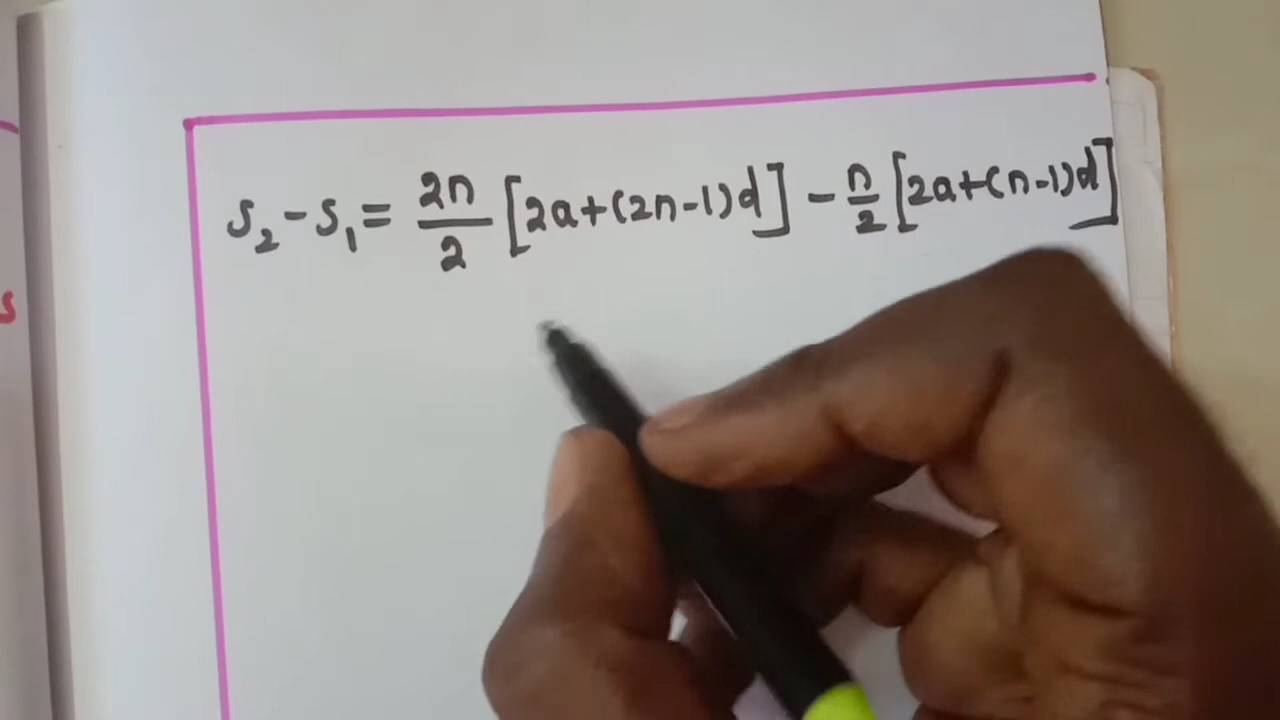 S₂ - S₁ = 2n/2 [2a+(2n-1)d] - n/2 [2a+(n-1)d]
s